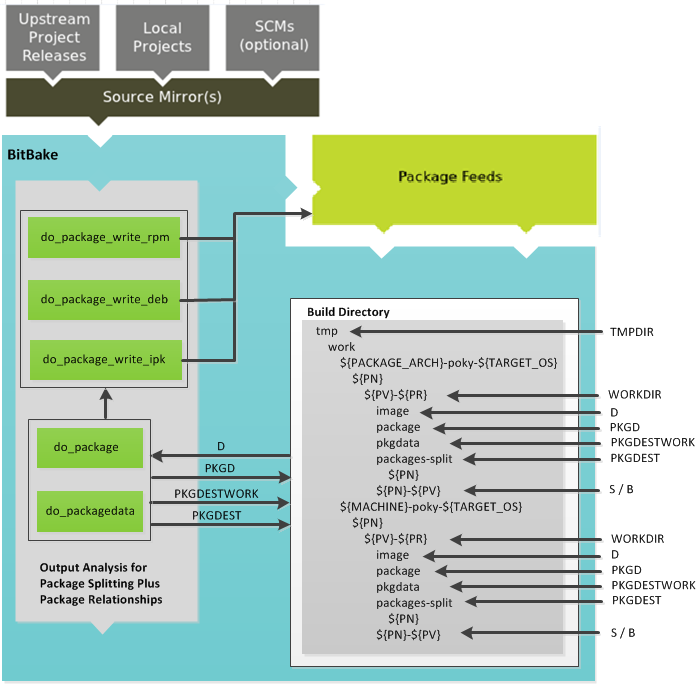 Upstream
Project
Releases
Local
Projects
SCMs
(optional)
Source Mirror(s)
BitBake
Package Feeds
do_package_write_rpm
do_package_write_deb
do_package_write_ipk
do_package
do_packagedata
D
PKGD
PKGDESTWORK
PKGDEST
Output Analysis for
Package Splitting Plus
Package Relationships
Build Directory
tmp
TMPDIR
work
${PACKAGE_ARCH}-poky-${TARGET_OS}
${PN}
${PV}-${PR}
WORKDIR
image
D
package
PKGD
pkgdata
PKGDESTWORK
packages-split
PKGDEST
${PN}
${PN}-${PV}
S / B
${MACHINE}-poky-${TARGET_OS}
${PN}
${PV}-${PR}
WORKDIR
image
D
package
PKGD
pkgdata
PKGDESTWORK
packages-split
PKGDEST
${PN}
${PN}-${PV}
S / B